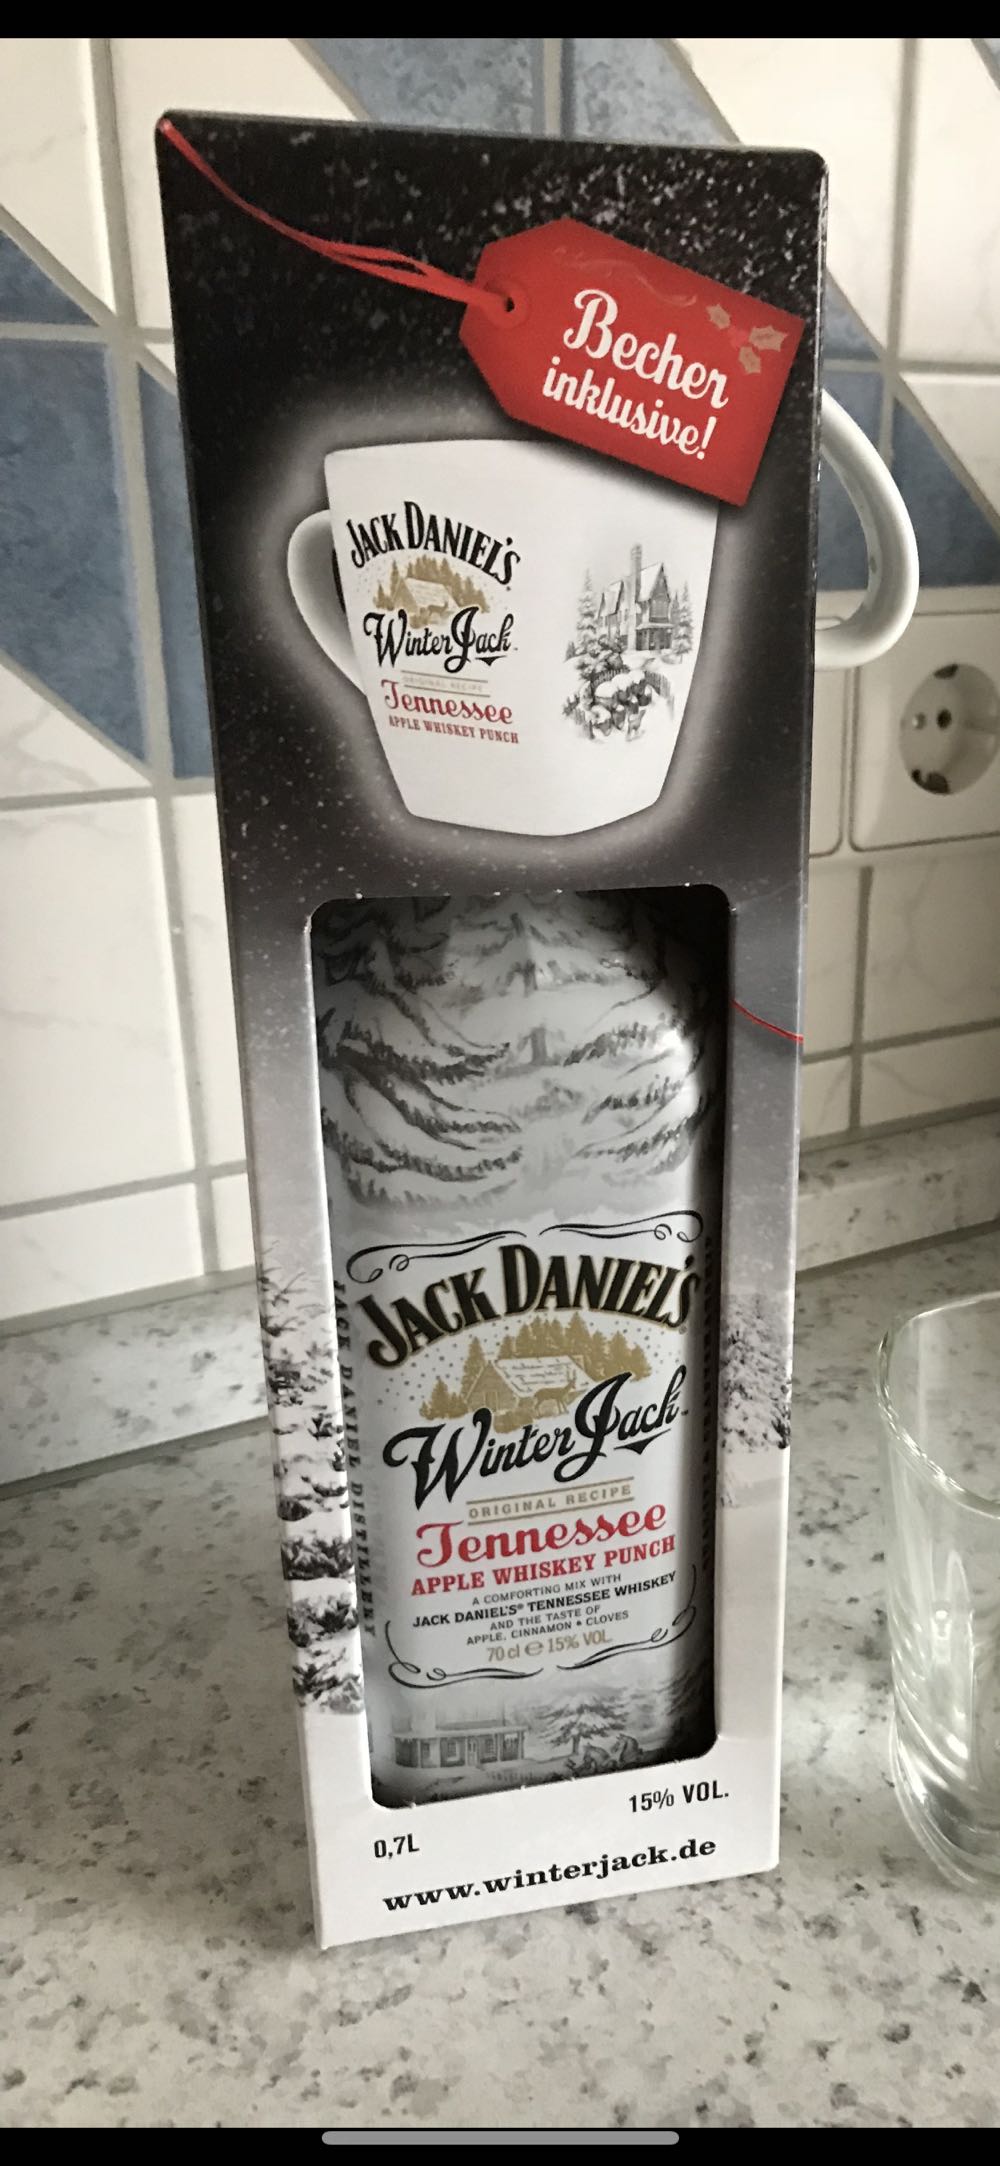 Becher
inklusive!
JACK DANIEL'S
Winter Jack
ORIGINAL RECIPE
Tennessee
APPLE WHISKEY PUNCH
JACK DANIEL'S
Winter Jack
ORIGINAL RECIPE
Tennessee
APPLE WHISKEY PUNCH
A COMFORTING MIX WITH
JACK DANIEL'S® TENNESSEE WHISKEY
AND THE TASTE OF
APPLE, CINNAMON • CLOVES
70 cl ℮ 15% VOL.
JACK DANIEL DISTILLERY
15% VOL.
0,7L
www.winterjack.de